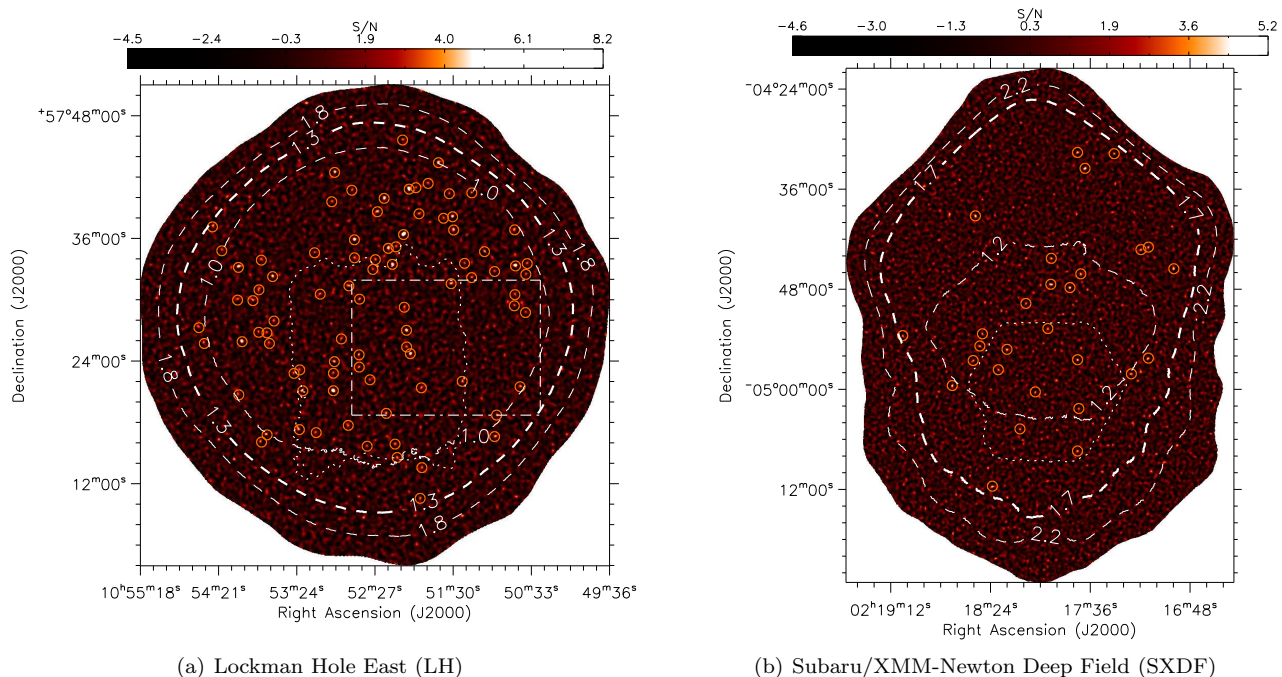 S/N
−4.5 −2.4 −0.3 1.9 4.0 6.1 8.2
+57°48ᵐ00ˢ
36ᵐ00ˢ
24ᵐ00ˢ
12ᵐ00ˢ
Declination (J2000)
1.8
1.3
1.0
1.3
1.8
1.0
1.8
1.3
1.0
1.3
1.8
10ʰ55ᵐ18ˢ 54ᵐ21ˢ 53ᵐ24ˢ 52ᵐ27ˢ 51ᵐ30ˢ 50ᵐ33ˢ 49ᵐ36ˢ
Right Ascension (J2000)
(a) Lockman Hole East (LH)
S/N
−4.6 −3.0 −1.3 0.3 1.9 3.6 5.2
−04°24ᵐ00ˢ
36ᵐ00ˢ
48ᵐ00ˢ
−05°00ᵐ00ˢ
12ᵐ00ˢ
Declination (J2000)
2.2
1.7
1.7
1.2
2.2
1.2
1.7
2.2
02ʰ19ᵐ12ˢ 18ᵐ24ˢ 17ᵐ36ˢ 16ᵐ48ˢ
Right Ascension (J2000)
(b) Subaru/XMM-Newton Deep Field (SXDF)